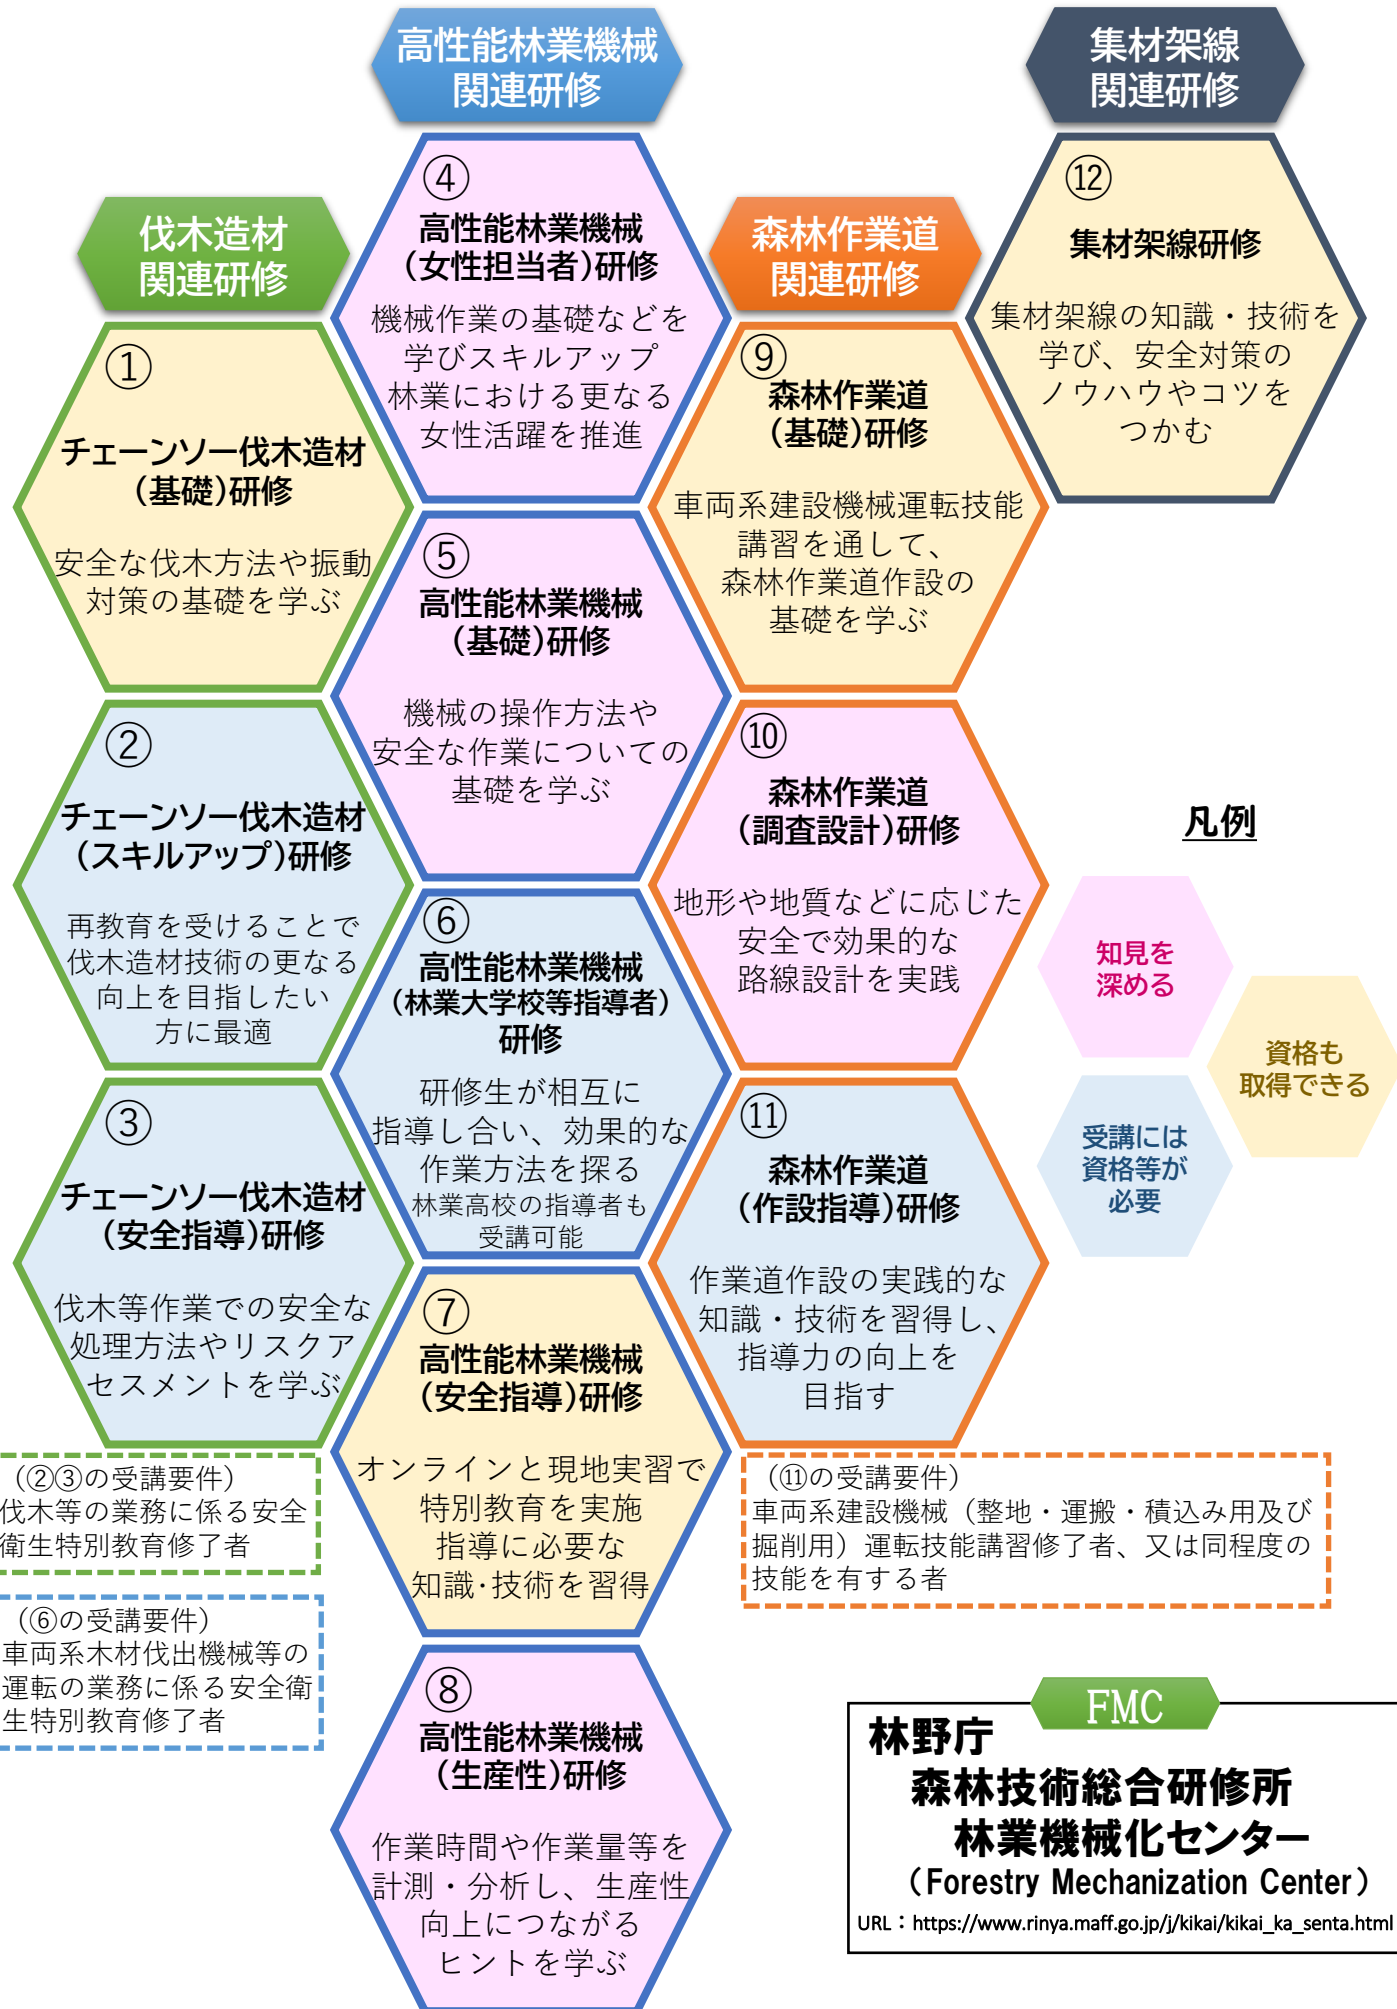 高性能林業機械
関連研修
集材架線
関連研修
伐木造材
関連研修
森林作業道
関連研修
①
チェーンソー伐木造材
（基礎）研修
安全な伐木方法や振動
対策の基礎を学ぶ
②
チェーンソー伐木造材
（スキルアップ）研修
再教育を受けることで
伐木造材技術の更なる
向上を目指したい
方に最適
③
チェーンソー伐木造材
（安全指導）研修
伐木等作業での安全な
処理方法やリスクア
セスメントを学ぶ
（②③の受講要件）
伐木等の業務に係る安全
衛生特別教育修了者
（⑥の受講要件）
車両系木材伐出機械等の
運転の業務に係る安全衛
生特別教育修了者
④
高性能林業機械
（女性担当者）研修
機械作業の基礎などを
学びスキルアップ
林業における更なる
女性活躍を推進
⑤
高性能林業機械
（基礎）研修
機械の操作方法や
安全な作業についての
基礎を学ぶ
⑥
高性能林業機械
（林業大学校等指導者）
研修
研修生が相互に
指導し合い、効果的な
作業方法を探る
林業高校の指導者も
受講可能
⑦
高性能林業機械
（安全指導）研修
オンラインと現地実習で
特別教育を実施
指導に必要な
知識・技術を習得
⑧
高性能林業機械
（生産性）研修
作業時間や作業量等を
計測・分析し、生産性
向上につながる
ヒントを学ぶ
⑨
森林作業道
（基礎）研修
車両系建設機械運転技能
講習を通して、
森林作業道作設の
基礎を学ぶ
⑩
森林作業道
（調査設計）研修
地形や地質などに応じた
安全で効果的な
路線設計を実践
⑪
森林作業道
（作設指導）研修
作業道作設の実践的な
知識・技術を習得し、
指導力の向上を
目指す
（⑪の受講要件）
車両系建設機械（整地・運搬・積込み用及び
掘削用）運転技能講習修了者、又は同程度の
技能を有する者
⑫
集材架線研修
集材架線の知識・技術を
学び、安全対策の
ノウハウやコツを
つかむ
凡例
知見を
深める
資格も
取得できる
受講には
資格等が
必要
FMC
林野庁
森林技術総合研修所
林業機械化センター
（Forestry Mechanization Center）
URL：https://www.rinya.maff.go.jp/j/kikai/kikai_ka_senta.html